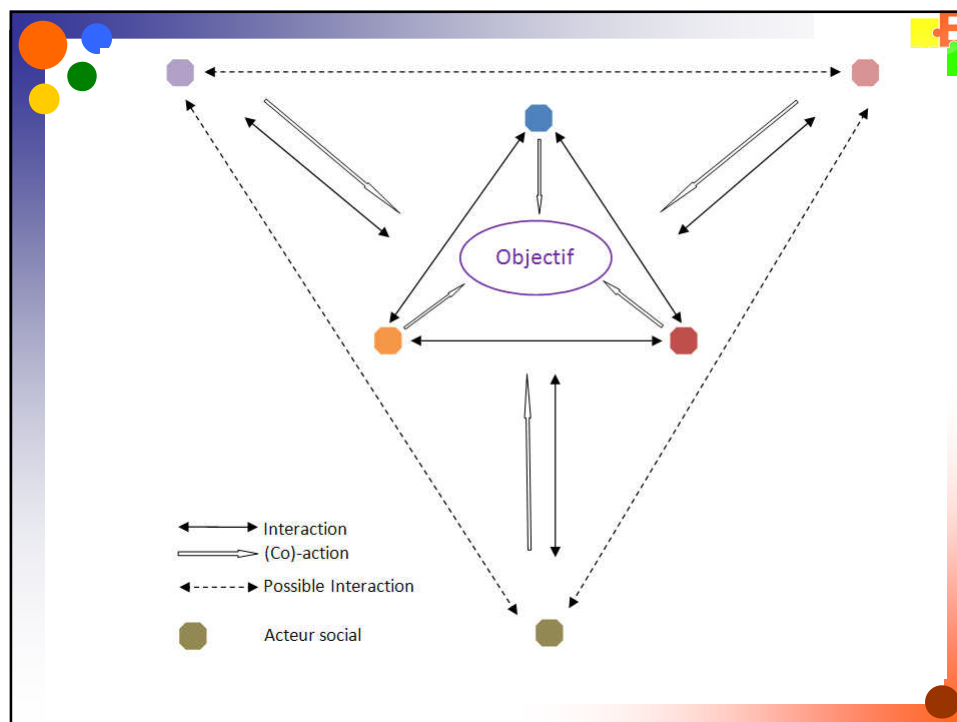 Objectif
Interaction
(Co)-action
Possible Interaction
Acteur social